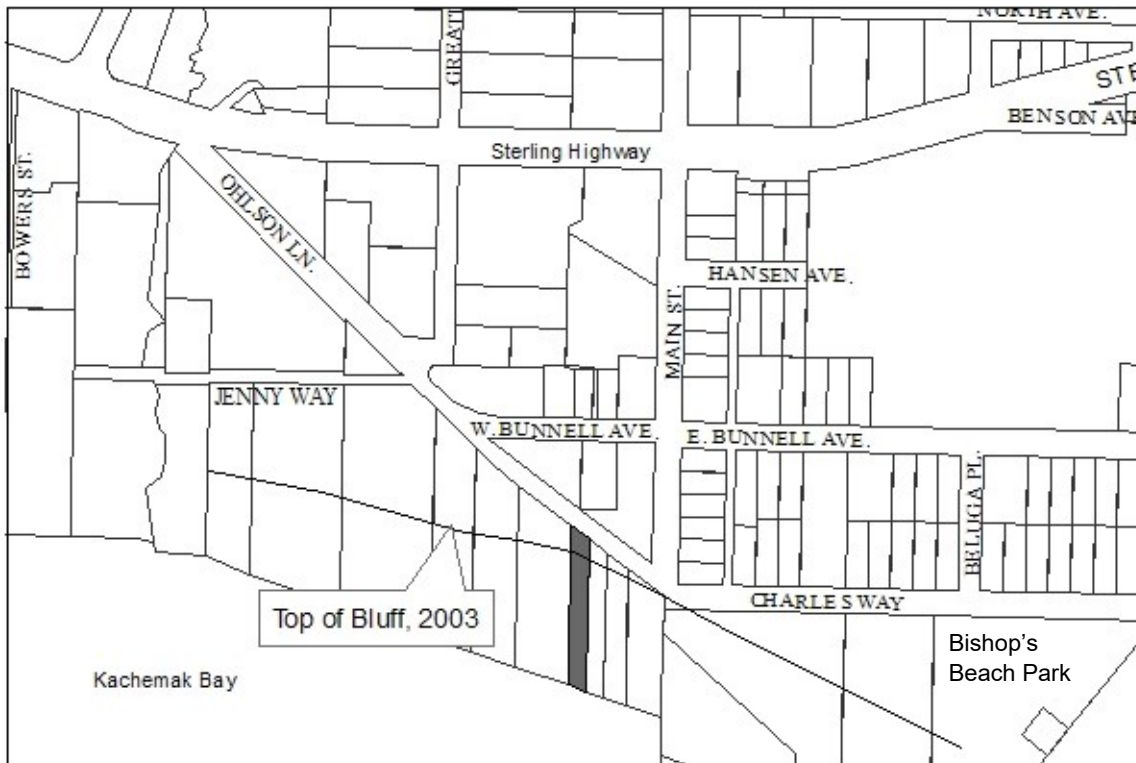 NORTH AVE.
GREATL
STE
BENSON AVE
Sterling Highway
BOWERS ST.
OHLSON LN.
HANSEN AVE.
MAIN ST.
JENNY WAY
W. BUNNELL AVE.
E. BUNNELL AVE.
BELUGA PL.
Top of Bluff, 2003
CHARLES WAY
Bishop’s
Beach Park
Kachemak Bay